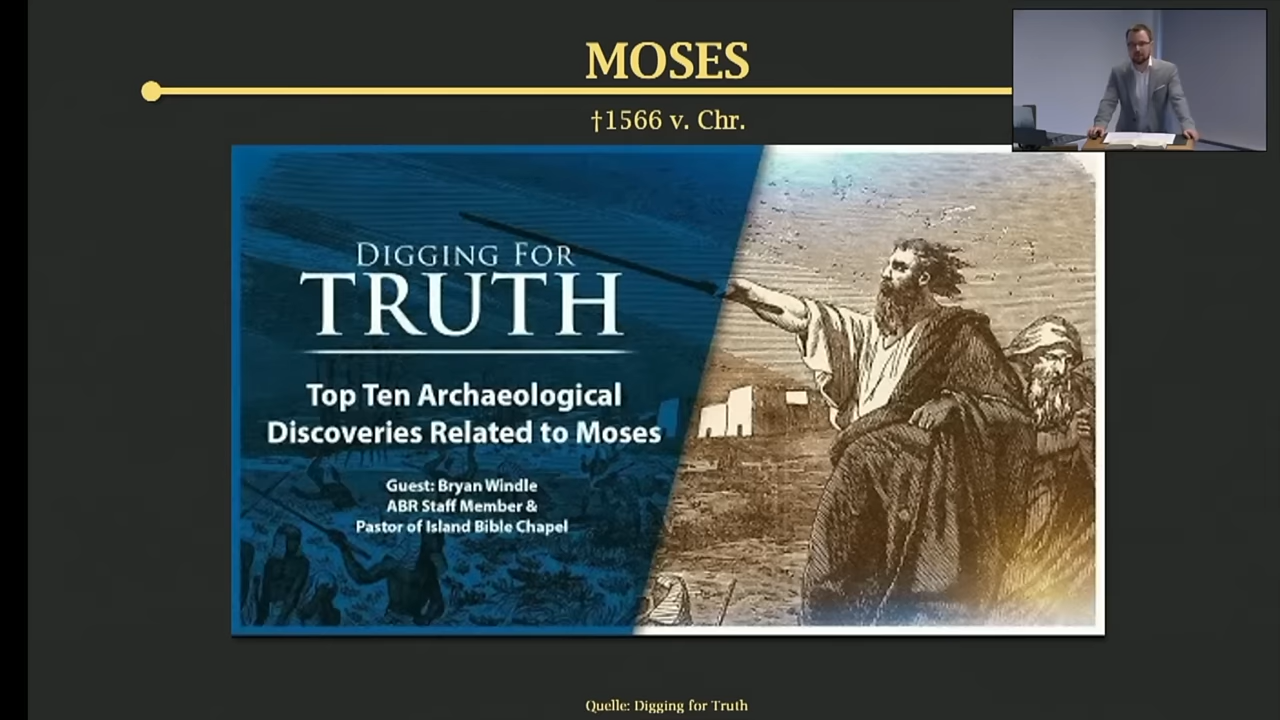 MOSES
†1566 v. Chr.
DIGGING FOR
TRUTH
Top Ten Archaeological
Discoveries Related to Moses
Guest: Bryan Windle
ABR Staff Member &
Pastor of Island Bible Chapel
Quelle: Digging for Truth